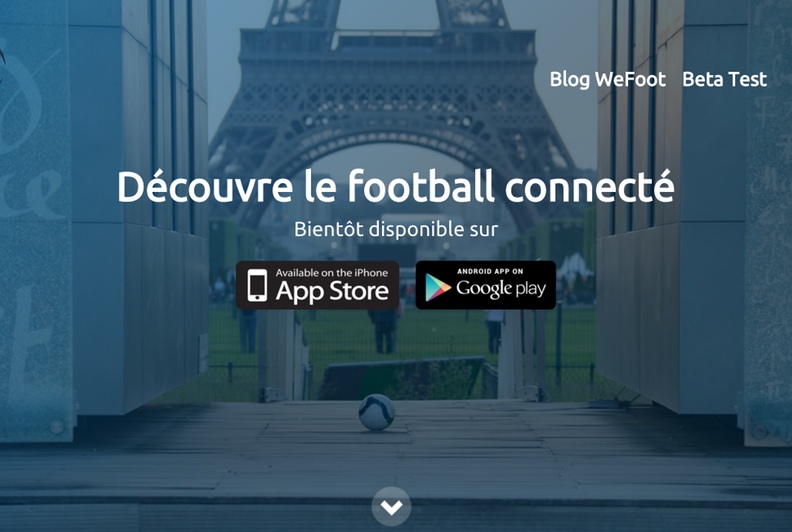 Blog WeFoot Beta Test
Découvre le football connecté
Bientôt disponible sur
Available on the iPhone
App Store
ANDROID APP ON
Google play